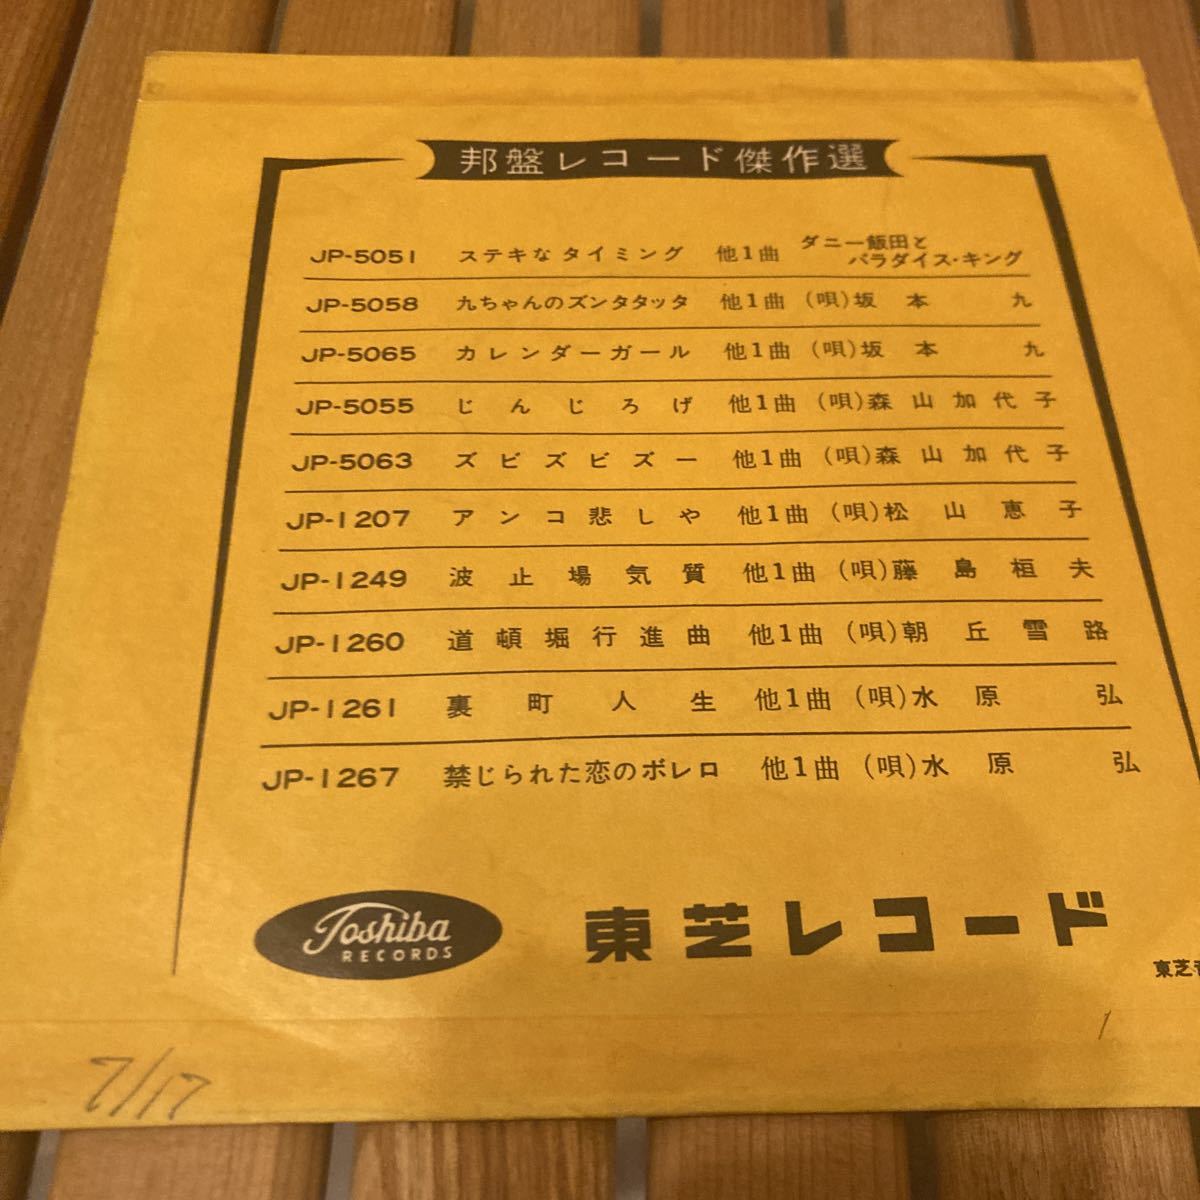 邦盤レコード傑作選
JP-5051 ステキなタイミング 他1曲 ダニー飯田とパラダイス・キング
JP-5058 九ちゃんのズンタタッタ 他1曲 (唄)坂本九
JP-5065 カレンダーガール 他1曲 (唄)坂本九
JP-5055 じんじろげ 他1曲 (唄)森山加代子
JP-5063 ズビズビズー 他1曲 (唄)森山加代子
JP-1207 アンコ悲しや 他1曲 (唄)松山恵子
JP-1249 波止場気質 他1曲 (唄)藤島桓夫
JP-1260 道頓堀行進曲 他1曲 (唄)朝丘雪路
JP-1261 裏町人生 他1曲 (唄)水原弘
JP-1267 禁じられた恋のボレロ 他1曲 (唄)水原弘
Toshiba
RECORDS
東芝レコード
東芝
7/17